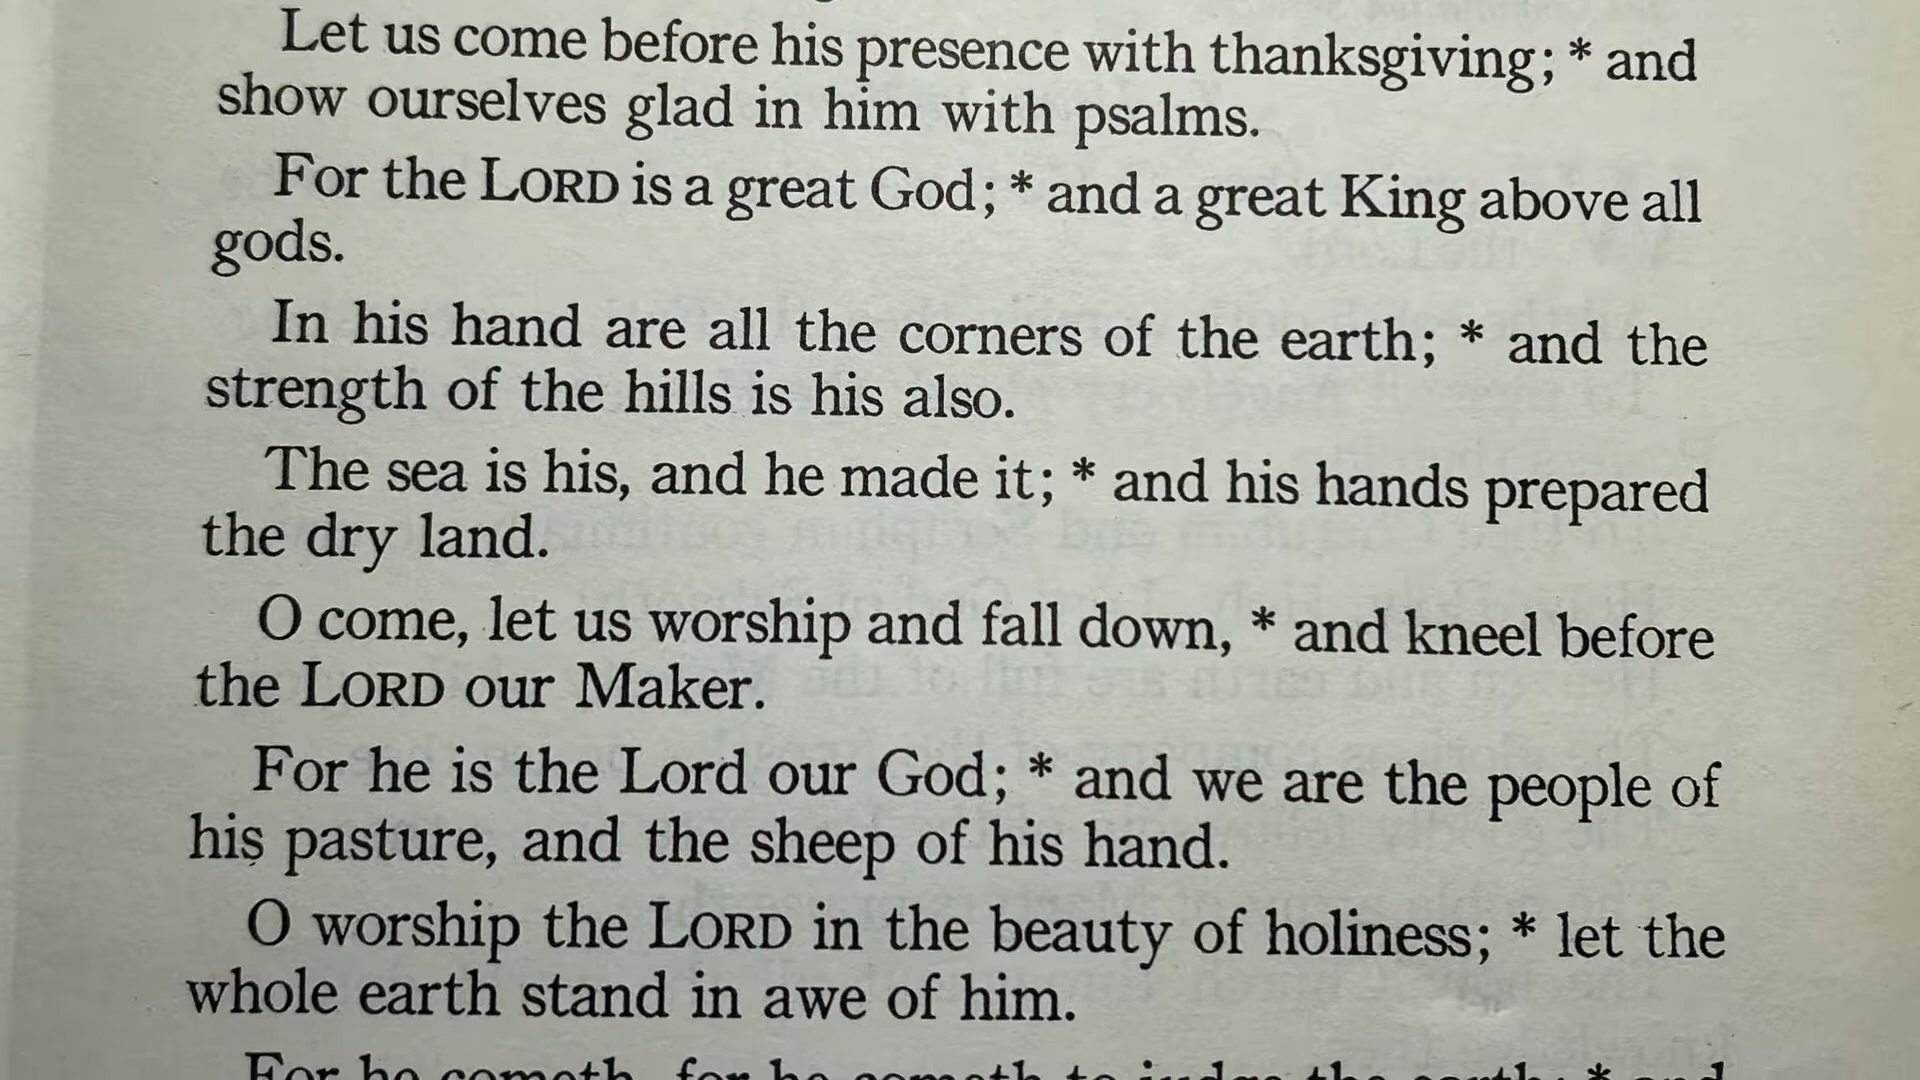 Let us come before his presence with thanksgiving; * and
show ourselves glad in him with psalms.
For the LORD is a great God; * and a great King above all
gods.
In his hand are all the corners of the earth; * and the
strength of the hills is his also.
The sea is his, and he made it; * and his hands prepared
the dry land.
O come, let us worship and fall down, * and kneel before
the LORD our Maker.
For he is the Lord our God; * and we are the people of
his pasture, and the sheep of his hand.
O worship the LORD in the beauty of holiness; * let the
whole earth stand in awe of him.
For he cometh, for he cometh to judge the earth; * and